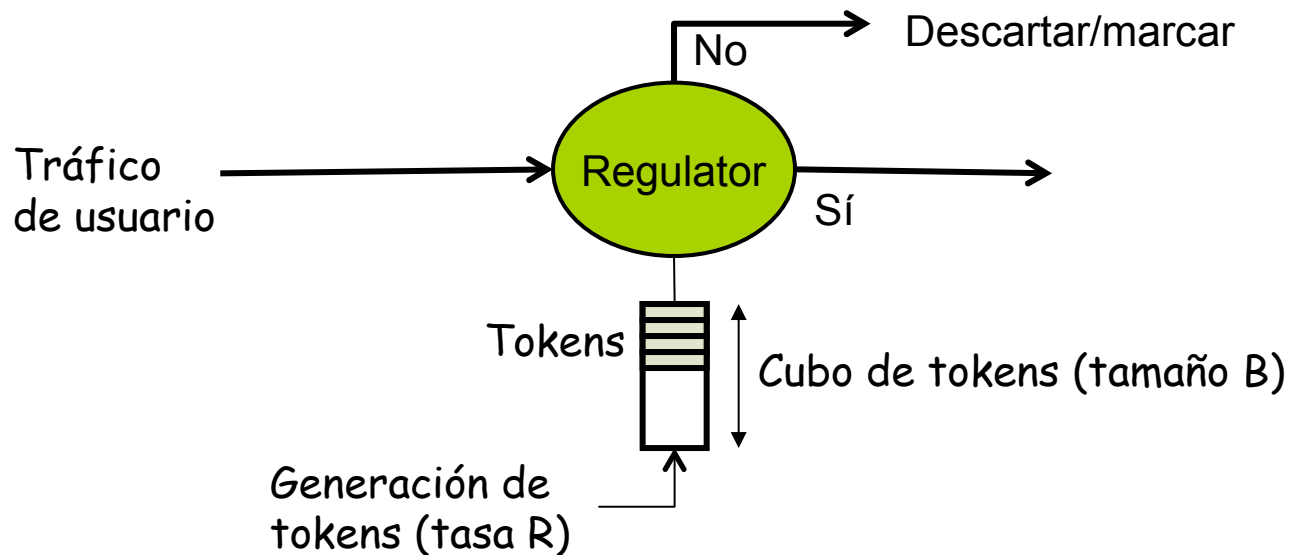 No
Descartar/marcar
Tráfico
de usuario
Regulator
Sí
Tokens
Cubo de tokens (tamaño B)
Generación de
tokens (tasa R)